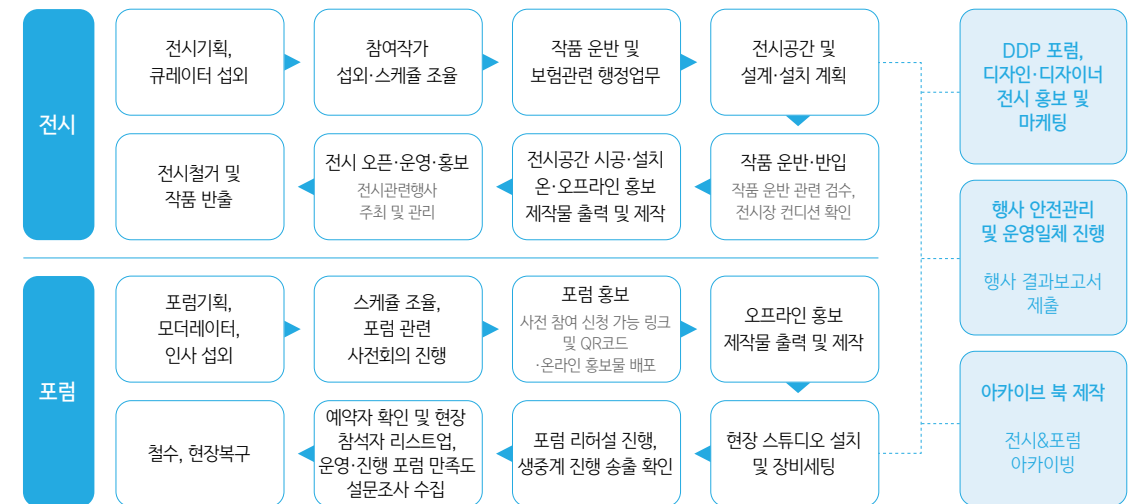 전시
전시기획,
큐레이터 섭외
참여작가
섭외·스케쥴 조율
작품 운반 및
보험관련 행정업무
전시공간 및
설계·설치 계획
작품 운반·반입
작품 운반 관련 검수,
전시장 컨디션 확인
전시공간 시공·설치
온·오프라인 홍보
제작물 출력 및 제작
전시 오픈·운영·홍보
전시관련행사
주최 및 관리
전시철거 및
작품 반출
포럼
포럼기획,
모더레이터,
인사 섭외
스케쥴 조율,
포럼 관련
사전회의 진행
포럼 홍보
사전 참여 신청 가능 링크
및 QR코드
·온라인 홍보물 배포
오프라인 홍보
제작물 출력 및 제작
현장 스튜디오 설치
및 장비세팅
포럼 리허설 진행,
생중계 진행 송출 확인
예약자 확인 및 현장
참석자 리스트업,
운영·진행 포럼 만족도
설문조사 수집
철수, 현장복구
DDP 포럼,
디자인·디자이너
전시 홍보 및
마케팅
행사 안전관리
및 운영일체 진행
행사 결과보고서
제출
아카이브 북 제작
전시&포럼
아카이빙